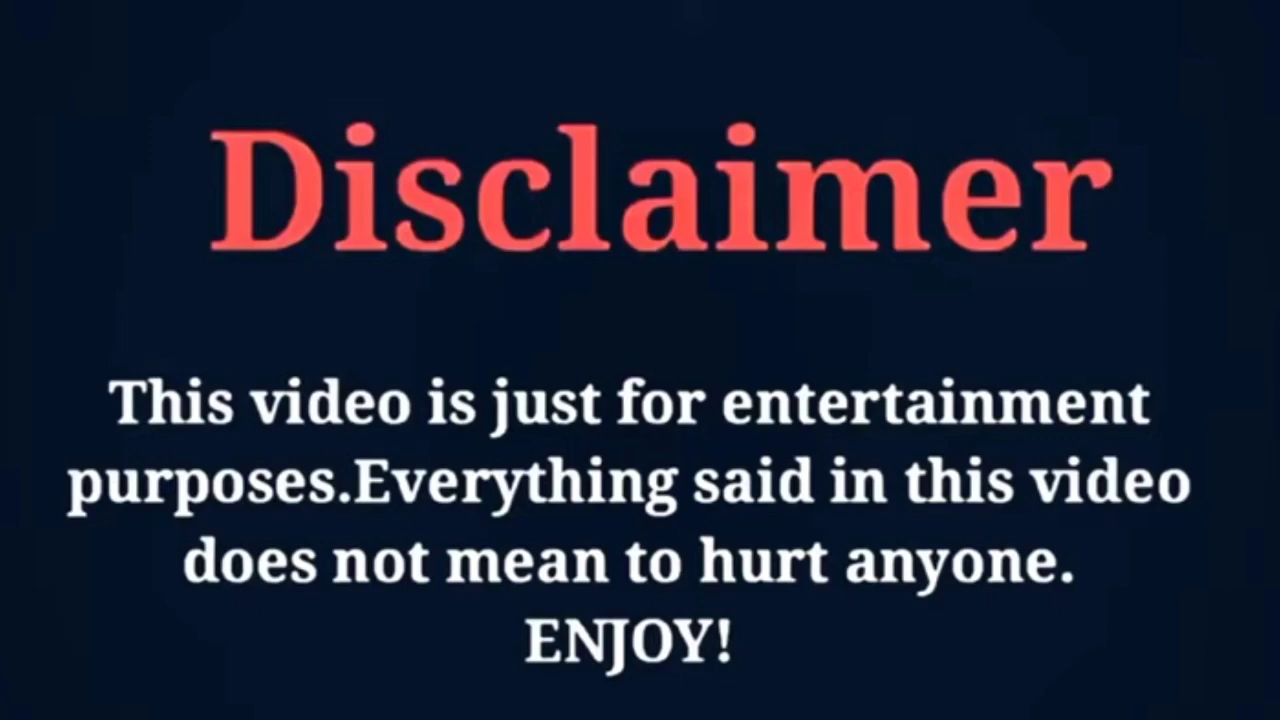 Disclaimer
This video is just for entertainment
purposes.Everything said in this video
does not mean to hurt anyone.
ENJOY!